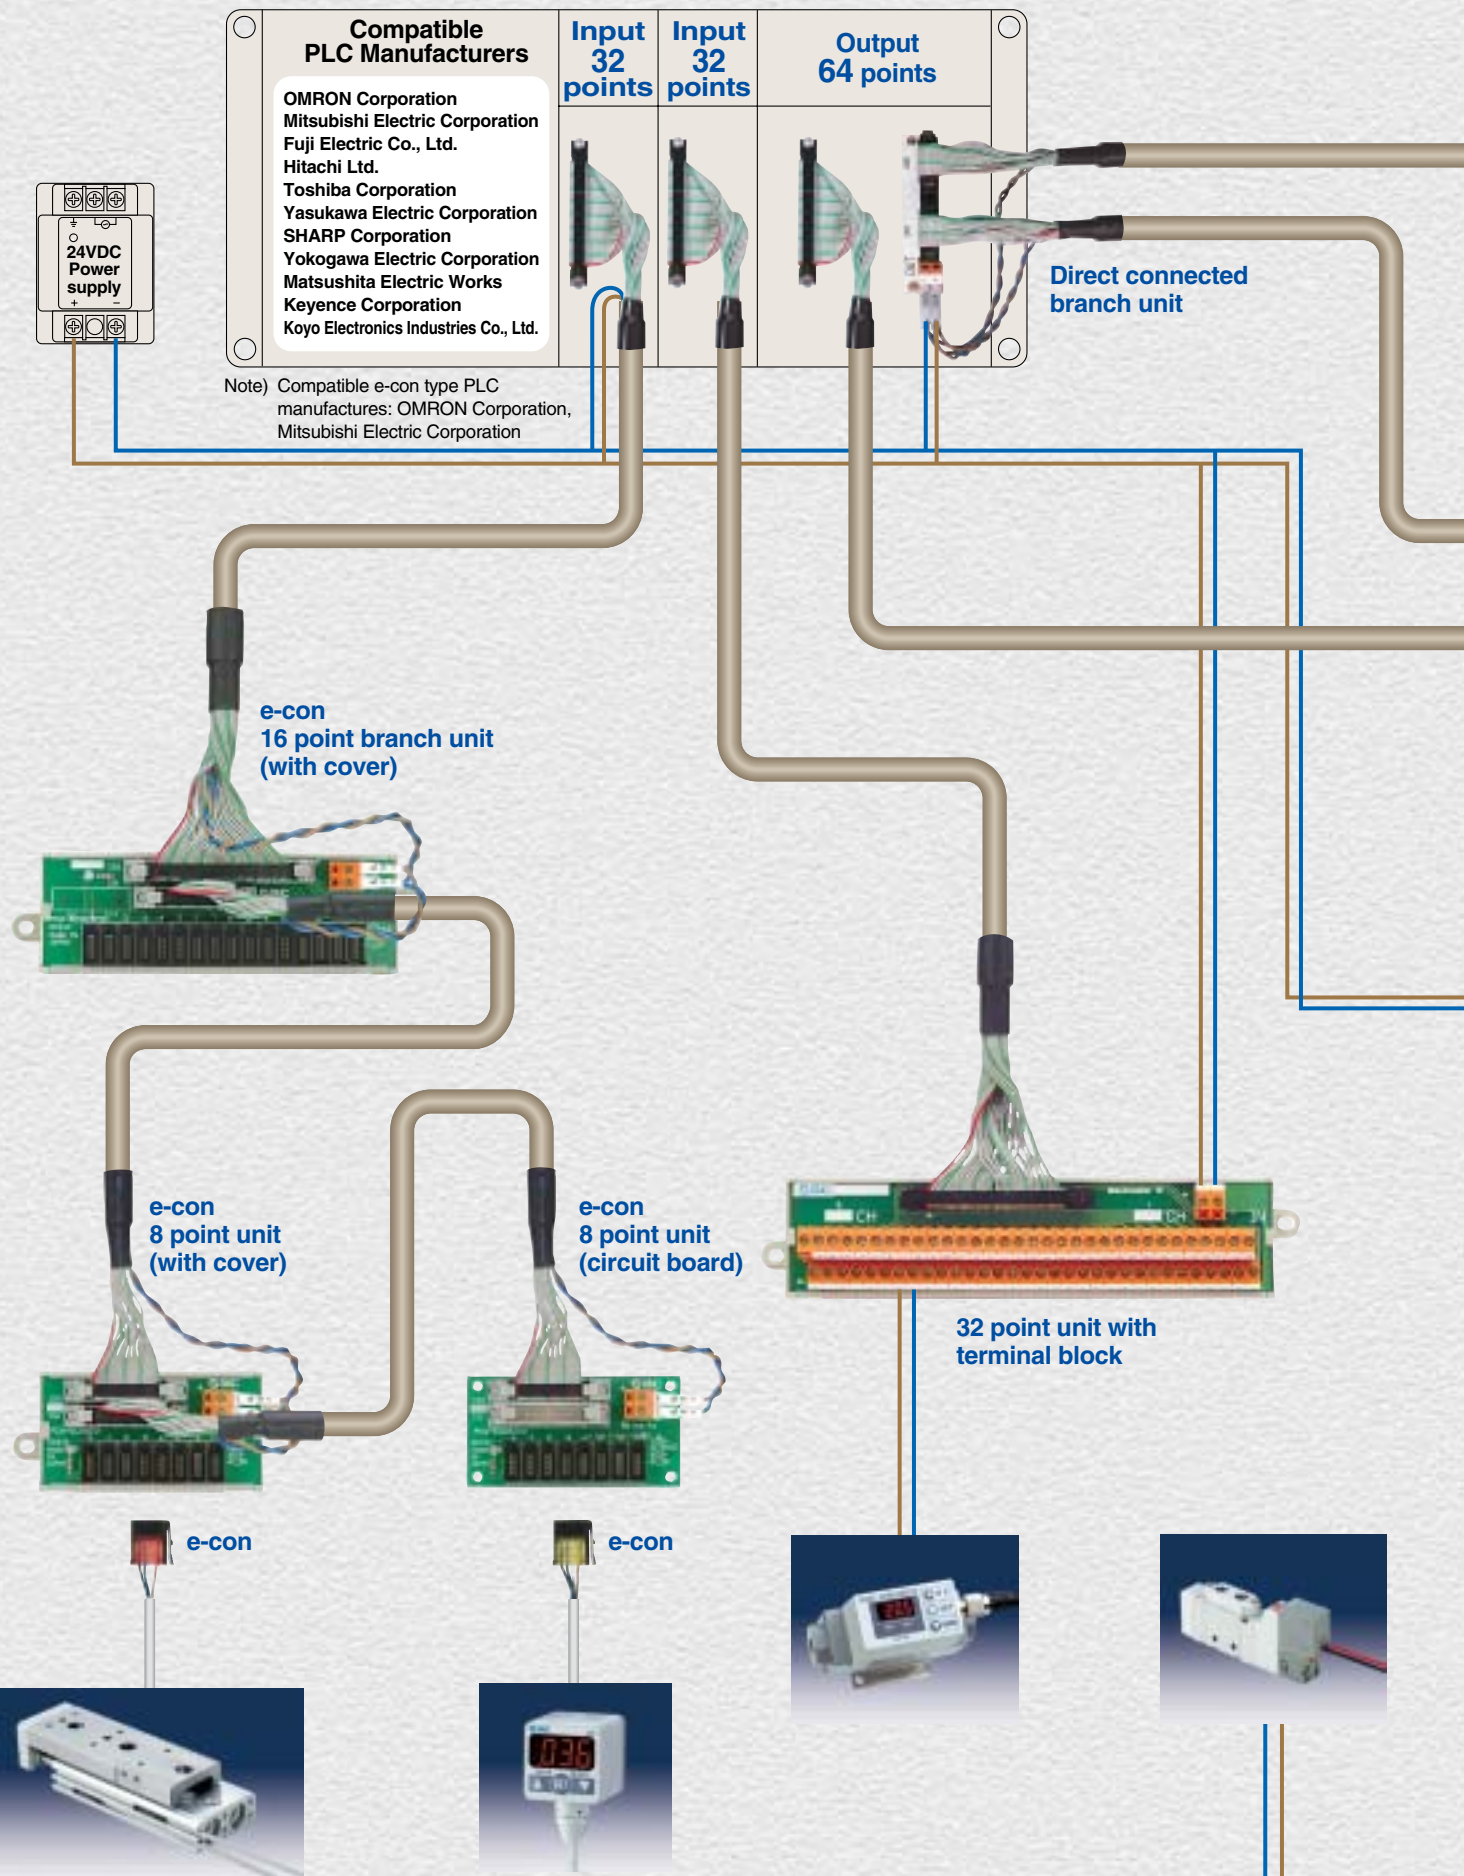 Compatible
PLC Manufacturers
OMRON Corporation
Mitsubishi Electric Corporation
Fuji Electric Co., Ltd.
Hitachi Ltd.
Toshiba Corporation
Yasukawa Electric Corporation
SHARP Corporation
Yokogawa Electric Corporation
Matsushita Electric Works
Keyence Corporation
Koyo Electronics Industries Co., Ltd.
Input
32
points
Input
32
points
Output
64 points
24VDC
Power
supply
+ −
Direct connected
branch unit
Note) Compatible e-con type PLC
manufactures: OMRON Corporation,
Mitsubishi Electric Corporation
e-con
16 point branch unit
(with cover)
e-con
8 point unit
(with cover)
e-con
8 point unit
(circuit board)
CH
CH
32 point unit with
terminal block
e-con
e-con
036